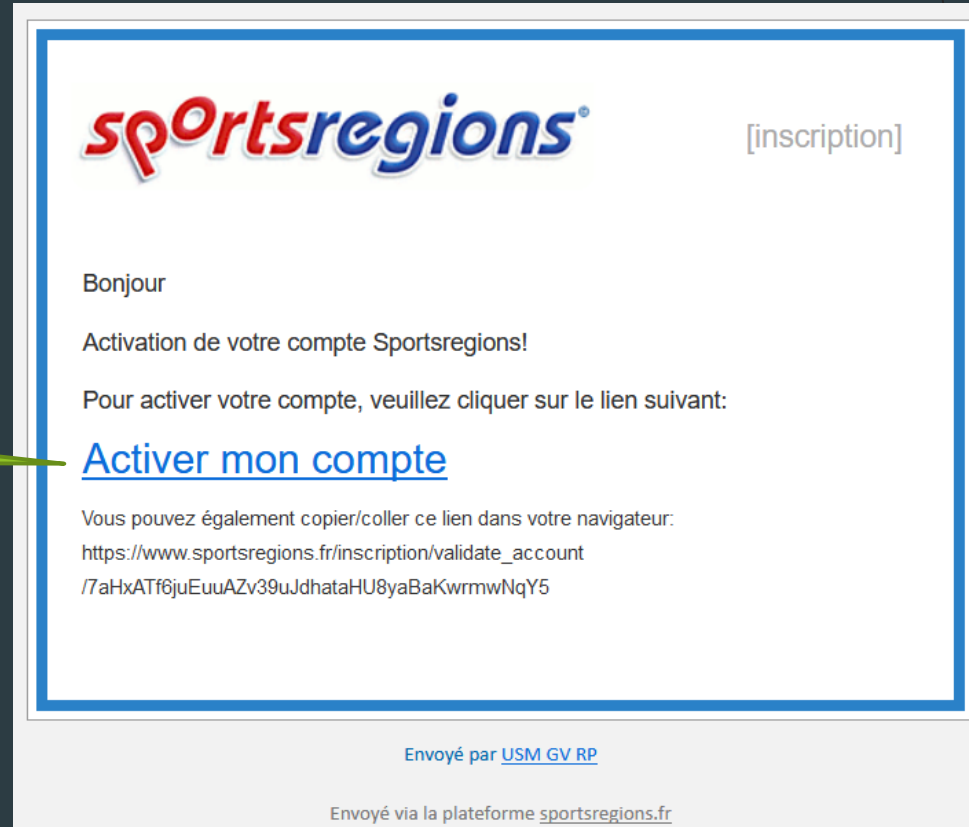 sportsregions
[inscription]
Bonjour
Activation de votre compte Sportsregions!
Pour activer votre compte, veuillez cliquer sur le lien suivant:
Activer mon compte
Vous pouvez également copier/coller ce lien dans votre navigateur:
https://www.sportsregions.fr/inscription/validate_account
/7aHxATf6juEuuAZv39uJdhataHU8yaBaKwrmwNqY5
Envoyé par USM GV RP
Envoyé via la plateforme sportsregions.fr